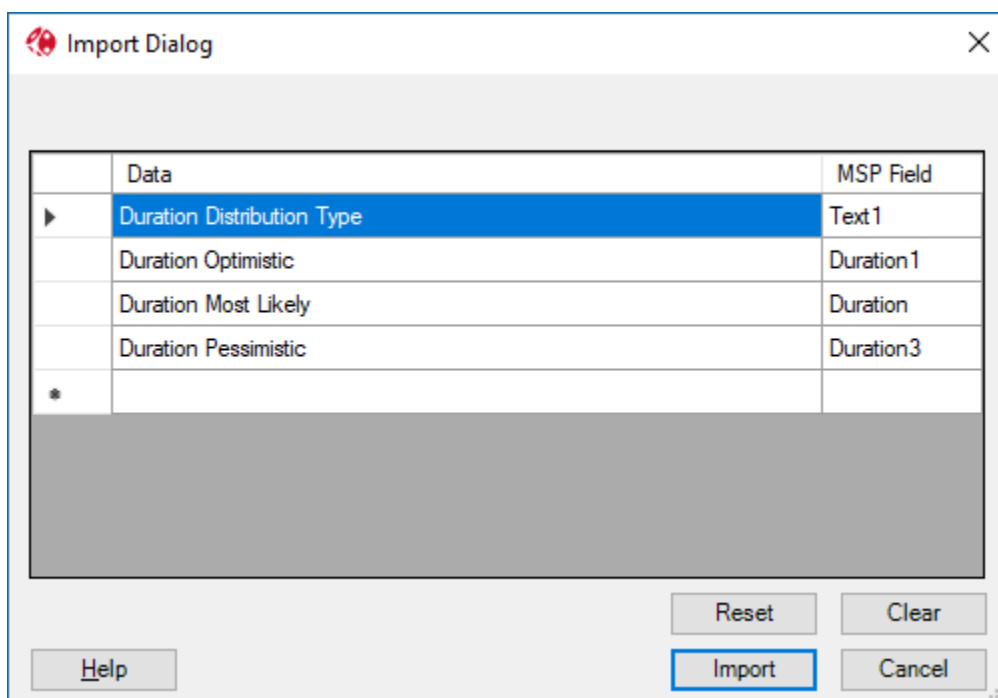 Import Dialog
Data MSP Field
Duration Distribution Type Text1
Duration Optimistic Duration1
Duration Most Likely Duration
Duration Pessimistic Duration3
Reset Clear
Help Import Cancel